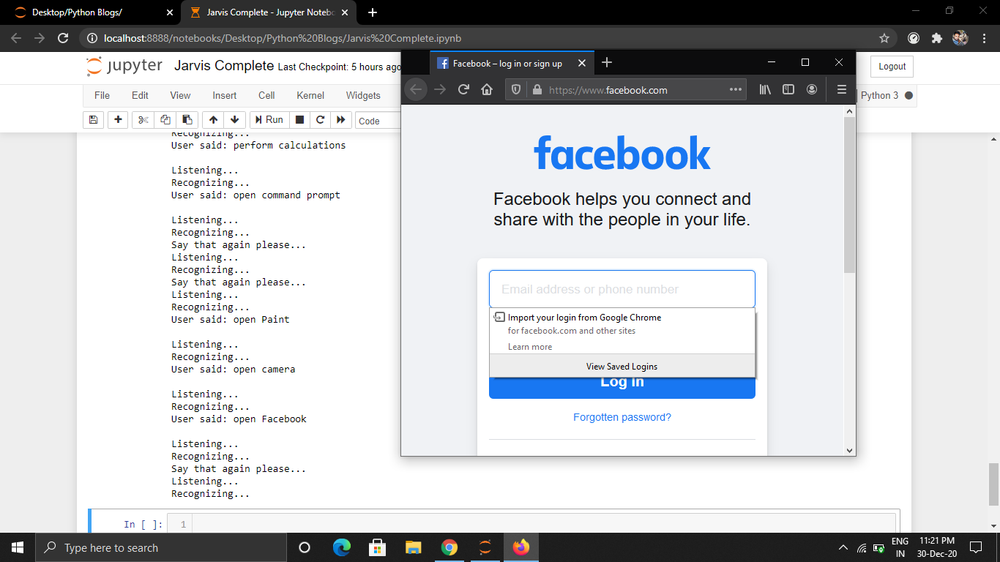 Desktop/Python Blogs/
Jarvis Complete - Jupyter Notebo
localhost:8888/notebooks/Desktop/Python%20Blogs/Jarvis%20Complete.ipynb
jupyter Jarvis Complete Last Checkpoint: 5 hours ago
Logout
File Edit View Insert Cell Kernel Widgets
Python 3
Run
Code
Recognizing...
User said: perform calculations
Listening...
Recognizing...
User said: open command prompt
Listening...
Recognizing...
Say that again please...
Listening...
Recognizing...
Say that again please...
Listening...
Recognizing...
User said: open Paint
Listening...
Recognizing...
User said: open camera
Listening...
Recognizing...
User said: open Facebook
Listening...
Recognizing...
Say that again please...
Listening...
Recognizing...
In [ ]: 1
Facebook – log in or sign up
https://www.facebook.com
facebook
Facebook helps you connect and
share with the people in your life.
Email address or phone number
Import your login from Google Chrome
for facebook.com and other sites
Learn more
View Saved Logins
Log In
Forgotten password?
Type here to search
ENG
IN
11:21 PM
30-Dec-20